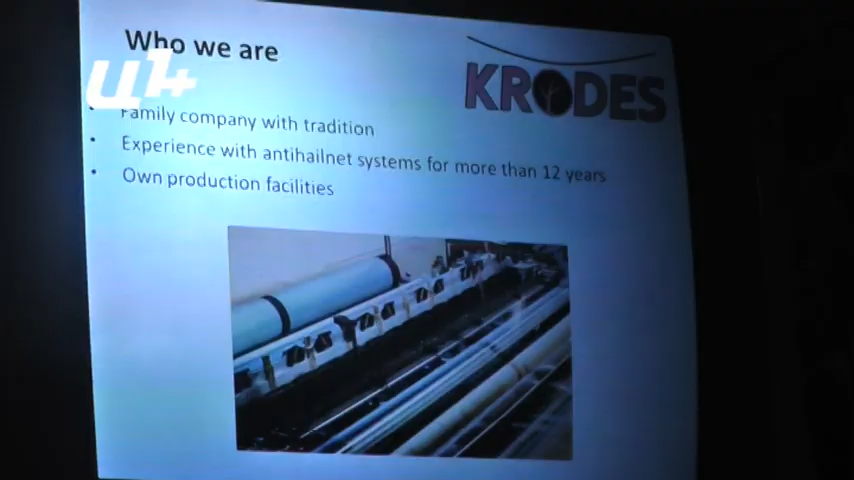 Who we are
KRODES
u1+
Family company with tradition
Experience with antihailnet systems for more than 12 years
Own production facilities